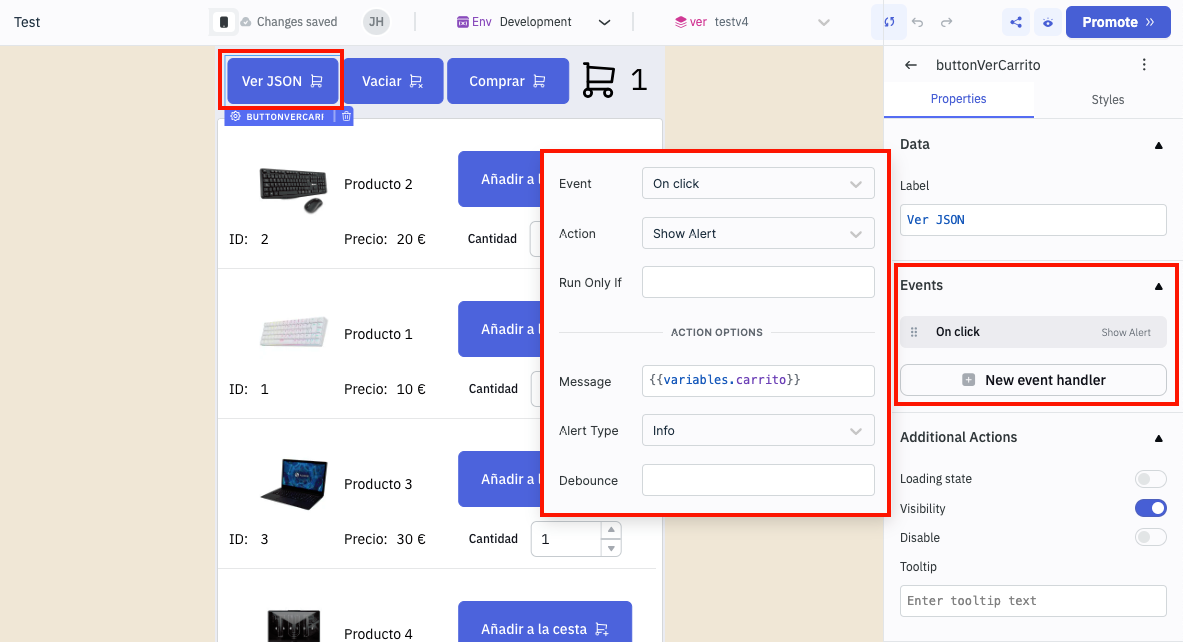 Test
Changes saved
JH
Env Development
ver testv4
Promote
Ver JSON
Vaciar
Comprar
1
BUTTONVERCARI
Producto 2
Añadir a l
ID: 2
Precio: 20 €
Cantidad
Producto 1
Añadir a l
ID: 1
Precio: 10 €
Cantidad
Producto 3
Añadir a l
ID: 3
Precio: 30 €
Cantidad
1
Producto 4
Añadir a la cesta
Event
On click
Action
Show Alert
Run Only If
ACTION OPTIONS
Message
{{variables.carrito}}
Alert Type
Info
Debounce
buttonVerCarrito
Properties
Styles
Data
Label
Ver JSON
Events
On click
Show Alert
New event handler
Additional Actions
Loading state
Visibility
Disable
Tooltip
Enter tooltip text